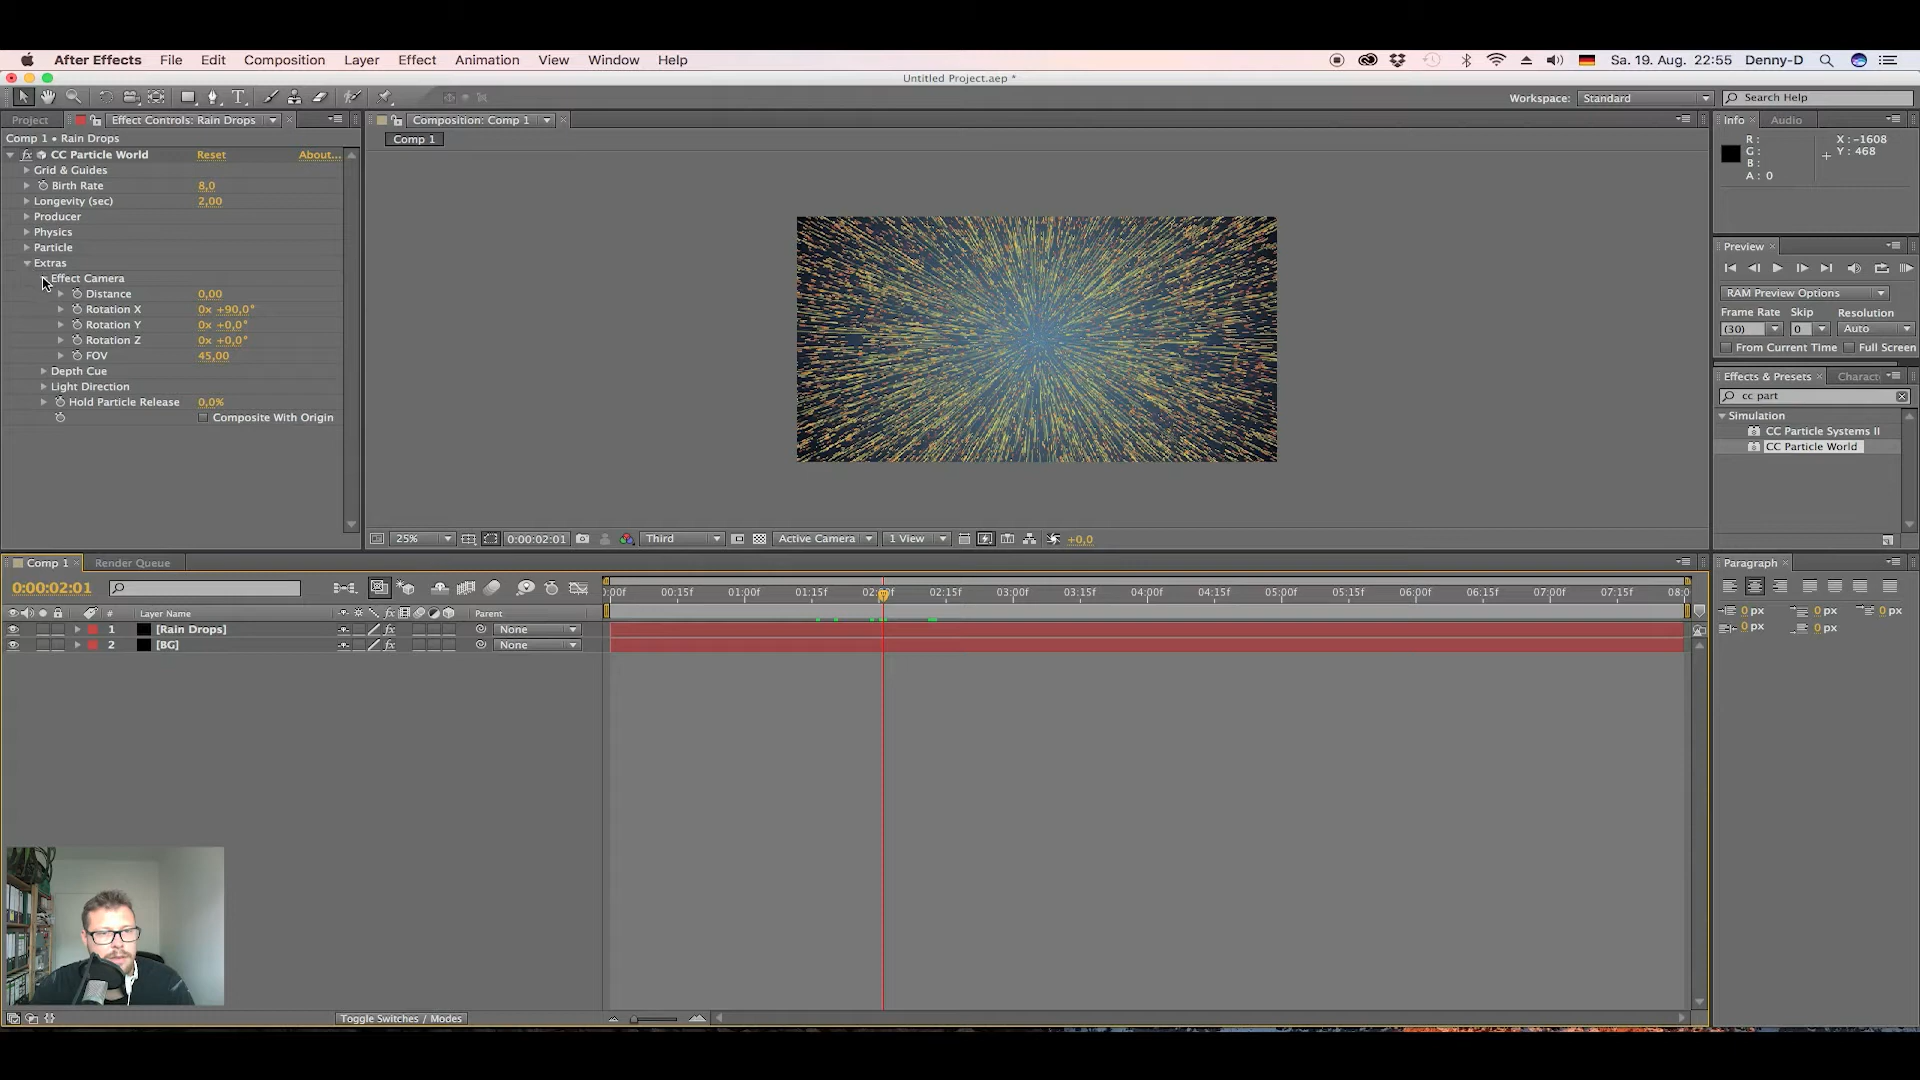 After Effects File Edit Composition Layer Effect Animation View Window Help Sa. 19. Aug. 22:55 Denny-D
Untitled Project.aep *
Workspace: Standard Search Help
Project Effect Controls: Rain Drops
Composition: Comp 1
Info Audio
Comp 1 • Rain Drops
Comp 1
R :
G :
B :
A : 0
X : -1608
Y : 468
CC Particle World Reset About...
Grid & Guides
Birth Rate 8,0
Longevity (sec) 2,00
Producer
Physics
Particle
Extras
Effect Camera
Distance 0,00
Rotation X 0x +90,0°
Rotation Y 0x +0,0°
Rotation Z 0x +0,0°
FOV 45,00
Depth Cue
Light Direction
Hold Particle Release 0,0%
Composite With Origin
Preview
RAM Preview Options
Frame Rate Skip Resolution
(30) 0 Auto
From Current Time Full Screen
Effects & Presets Charact
cc part
Simulation
CC Particle Systems II
CC Particle World
25% 0:00:02:01 Third Active Camera 1 View +0,0
Comp 1 Render Queue
0:00:02:01
:00f 00:15f 01:00f 01:15f 02:00f 02:15f 03:00f 03:15f 04:00f 04:15f 05:00f 05:15f 06:00f 06:15f 07:00f 07:15f 08:0
# Layer Name fx Parent
1 [Rain Drops] fx None
2 [BG] fx None
Paragraph
0 px 0 px 0 px
0 px 0 px
Toggle Switches / Modes